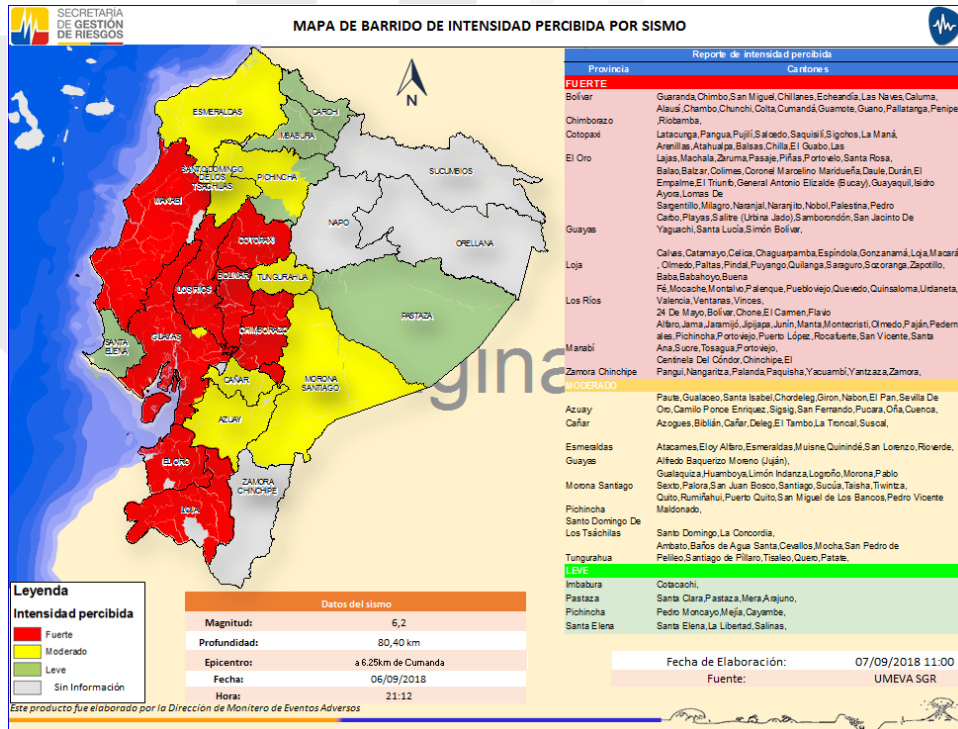 SECRETARÍA
DE GESTIÓN
DE RIESGOS
MAPA DE BARRIDO DE INTENSIDAD PERCIBIDA POR SISMO
N
ESMERALDAS
CARCHI
IMBABURA
SANTO DOMINGO
DE LOS
TSACHILAS
PICHINCHA
SUCUMBIOS
MANABÍ
NAPO
ORELLANA
COTOPAXI
BOLIVAR
TUNGURAHUA
LOS RÍOS
PASTAZA
SANTA
ELENA
GUAYAS
CHIMBORAZO
CAÑAR
MORONA
SANTIAGO
AZUAY
EL ORO
ZAMORA
CHINCHIPE
LOJA
gina
Reporte de intensidad percibida
Provincia Cantones
FUERTE
Bolívar Guaranda,Chimbo,San Miguel,Chillanes,Echeandía,Las Naves,Caluma,
Alausí,Chambo,Chunchi,Colta,Cumandá,Guamote,Guano,Pallatanga,Penipe
Chimborazo ,Riobamba,
Cotopaxi Latacunga,Pangua,Pujilí,Salcedo,Saquisilí,Sigchos,La Maná,
Arenillas,Atahualpa,Balsas,Chilla,El Guabo,Las
El Oro Lajas,Machala,Zaruma,Pasaje,Piñas,Portovelo,Santa Rosa,
Balao,Balzar,Colimes,Coronel Marcelino Maridueña,Daule,Durán,El
Empalme,El Triunfo,General Antonio Elizalde (Bucay),Guayaquil,Isidro
Ayora,Lomas De
Sargentillo,Milagro,Naranjal,Naranjito,Nobol,Palestina,Pedro
Carbo,Playas,Salitre (Urbina Jado),Samborondón,San Jacinto De
Guayas Yaguachi,Santa Lucía,Simón Bolívar,
Calvas,Catamayo,Celica,Chaguarpamba,Espíndola,Gonzanamá,Loja,Macará
Loja , Olmedo,Paltas,Pindal,Puyango,Quilanga,Saraguro,Sozoranga,Zapotillo,
Baba,Babahoyo,Buena
Fé,Mocache,Montalvo,Palenque,Puebloviejo,Quevedo,Quinsaloma,Urdaneta,
Los Ríos Valencia,Ventanas,Vinces,
24 De Mayo,Bolívar,Chone,El Carmen,Flavio
Alfaro,Jama,Jaramijó,Jipijapa,Junín,Manta,Montecristi,Olmedo,Paján,Pedern
ales,Pichincha,Portoviejo,Puerto López,Rocafuerte,San Vicente,Santa
Manabí Ana,Sucre,Tosagua,Portoviejo,
Centinela Del Cóndor,Chinchipe,El
Zamora Chinchipe Pangui,Nangaritza,Palanda,Paquisha,Yacuambí,Yantzaza,Zamora,
MODERADO
Paute,Gualaceo,Santa Isabel,Chordeleg,Giron,Nabon,El Pan,Sevilla De
Azuay Oro,Camilo Ponce Enriquez,Sigsig,San Fernando,Pucara,Oña,Cuenca,
Cañar Azogues,Biblián,Cañar,Deleg,El Tambo,La Troncal,Suscal,
Esmeraldas Atacames,Eloy Alfaro,Esmeraldas,Muisne,Quinindé,San Lorenzo,Rioverde,
Guayas Alfredo Baquerizo Moreno (Juján),
Gualaquiza,Huamboya,Limón Indanza,Logroño,Morona,Pablo
Morona Santiago Sexto,Palora,San Juan Bosco,Santiago,Sucúa,Taisha,Tiwintza,
Quito,Rumiñahui,Puerto Quito,San Miguel de Los Bancos,Pedro Vicente
Pichincha Maldonado,
Santo Domingo De
Los Tsáchilas Santo Domingo,La Concordia,
Ambato,Baños de Agua Santa,Cevallos,Mocha,San Pedro de
Tungurahua Pelileo,Santiago de Píllaro,Tisaleo,Quero,Patate,
LEVE
Imbabura Cotacachi,
Pastaza Santa Clara,Pastaza,Mera,Arajuno,
Pichincha Pedro Moncayo,Mejía,Cayambe,
Santa Elena Santa Elena,La Libertad,Salinas,
Leyenda
Intensidad percibida
Fuerte
Moderado
Leve
Sin Información
Datos del sismo
Magnitud: 6,2
Profundidad: 80,40 km
Epicentro: a 6.25km de Cumanda
Fecha: 06/09/2018
Hora: 21:12
Fecha de Elaboración: 07/09/2018 11:00
Fuente: UMEVA SGR
Este producto fue elaborado por la Dirección de Monitero de Eventos Adversos